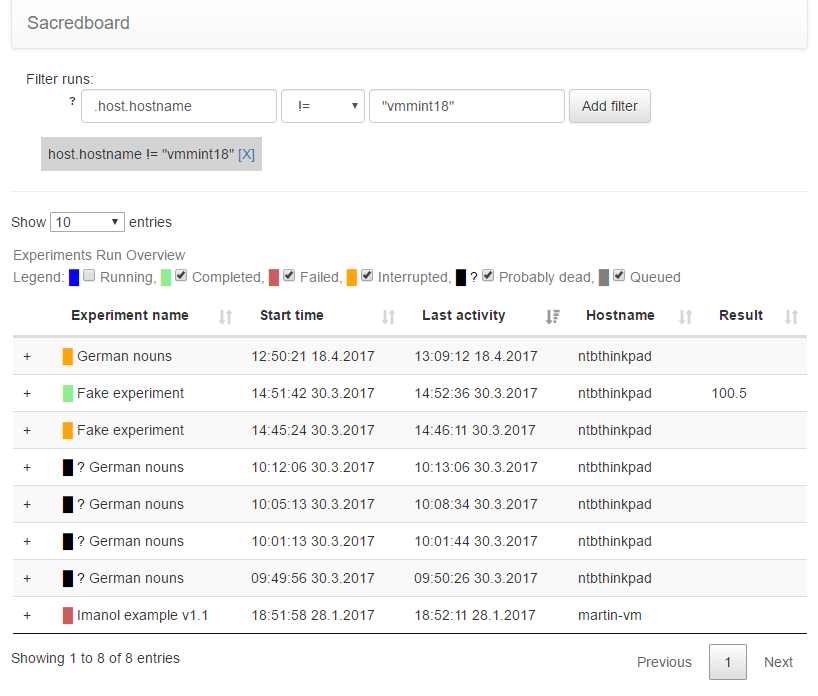 Sacredboard
Filter runs:
? .host.hostname != "vmmint18" Add filter
host.hostname != "vmmint18" [X]
Show 10 entries
Experiments Run Overview
Legend: Running, Completed, Failed, Interrupted, ? Probably dead, Queued
Experiment name Start time Last activity Hostname Result
+ German nouns 12:50:21 18.4.2017 13:09:12 18.4.2017 ntbthinkpad
+ Fake experiment 14:51:42 30.3.2017 14:52:36 30.3.2017 ntbthinkpad 100.5
+ Fake experiment 14:45:24 30.3.2017 14:46:11 30.3.2017 ntbthinkpad
+ ? German nouns 10:12:06 30.3.2017 10:13:06 30.3.2017 ntbthinkpad
+ ? German nouns 10:05:13 30.3.2017 10:08:34 30.3.2017 ntbthinkpad
+ ? German nouns 10:01:13 30.3.2017 10:01:44 30.3.2017 ntbthinkpad
+ ? German nouns 09:49:56 30.3.2017 09:50:26 30.3.2017 ntbthinkpad
+ Imanol example v1.1 18:51:58 28.1.2017 18:52:11 28.1.2017 martin-vm
Showing 1 to 8 of 8 entries
Previous 1 Next